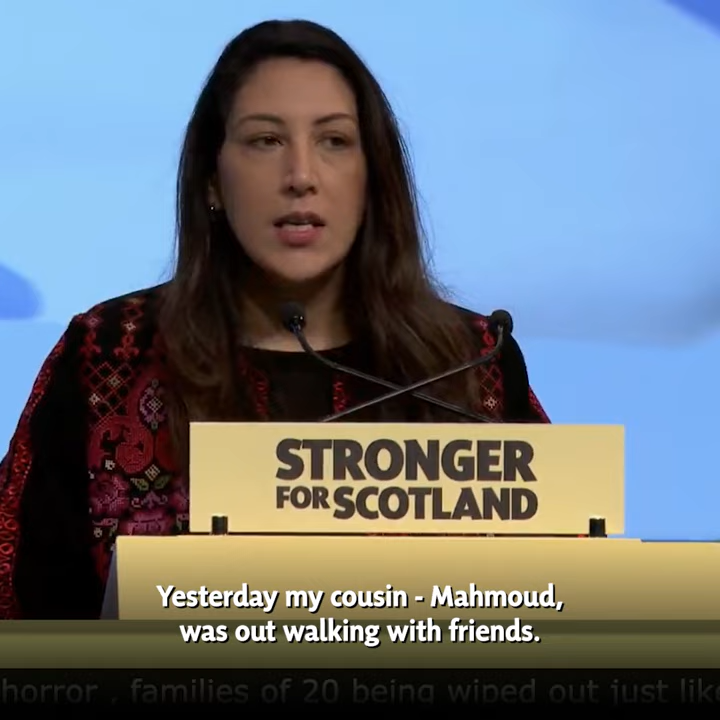 STRONGER
FOR SCOTLAND
Yesterday my cousin - Mahmoud,
was out walking with friends.
horror , families of 20 being wiped out just like